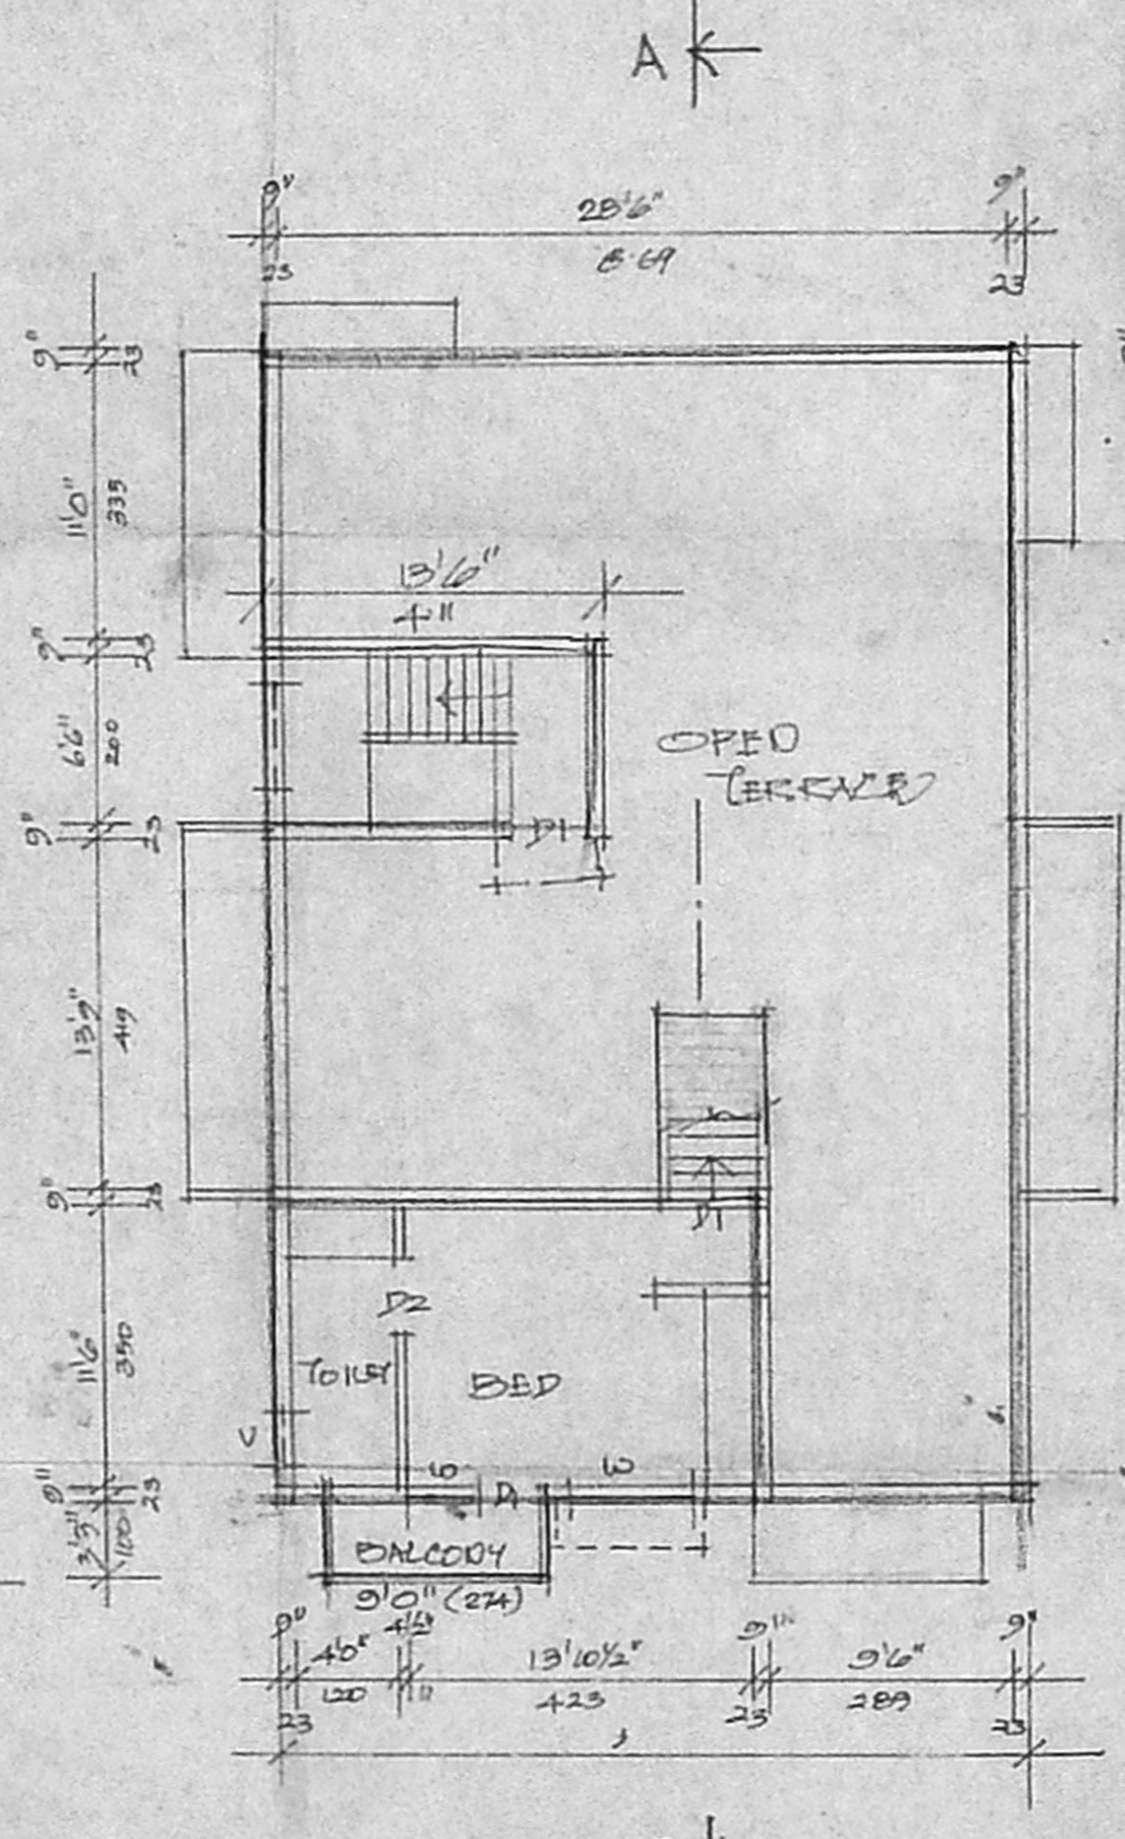 A
9" 28'6" 9"
23 8.69 23
9" 23
11'0" 335
13'6"
4.11
9" 23
6'6" 200
OPEN
TERRACE
9" 23
D1
13'9" 419
9" 23
D1
D2
11'6" 350
TOILET BED
V
9" 23
W D1 W
3'3" 100
BALCONY
9'0" (274)
9" 4'0" 4½" 13'10½" 9" 9'6" 9"
23 120 11 423 23 289 23